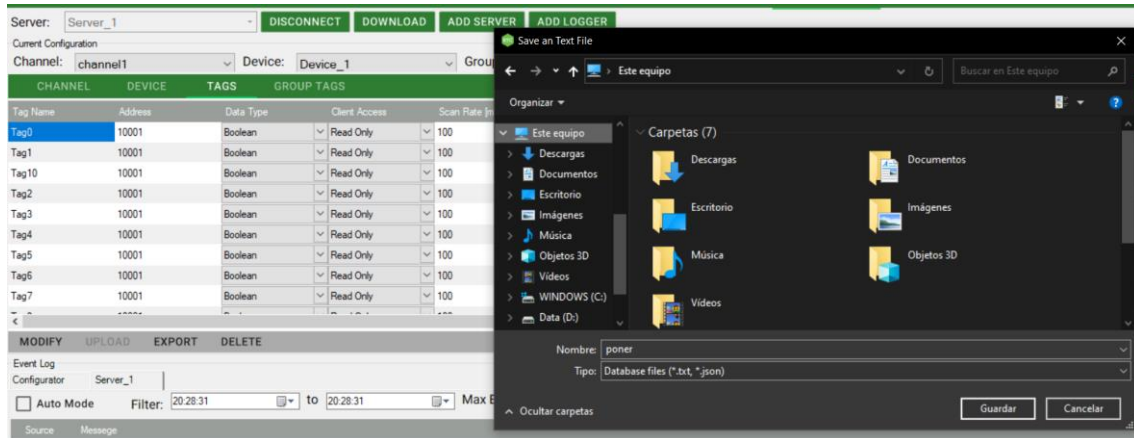 Server: Server_1 DISCONNECT DOWNLOAD ADD SERVER ADD LOGGER
Current Configuration
Channel: channel1 Device: Device_1 Group
CHANNEL DEVICE TAGS GROUP TAGS
Tag Name Address Data Type Client Access Scan Rate [m
Tag0 10001 Boolean Read Only 100
Tag1 10001 Boolean Read Only 100
Tag10 10001 Boolean Read Only 100
Tag2 10001 Boolean Read Only 100
Tag3 10001 Boolean Read Only 100
Tag4 10001 Boolean Read Only 100
Tag5 10001 Boolean Read Only 100
Tag6 10001 Boolean Read Only 100
Tag7 10001 Boolean Read Only 100
MODIFY UPLOAD EXPORT DELETE
Event Log
Configurator Server_1
Auto Mode Filter: 20:28:31 to 20:28:31 Max E
Source Messege
Save an Text File
Este equipo Buscar en Este equipo
Organizar
Este equipo
Descargas
Documentos
Escritorio
Imágenes
Música
Objetos 3D
Vídeos
WINDOWS (C:)
Data (D:)
Carpetas (7)
Descargas Documentos
Escritorio Imágenes
Música Objetos 3D
Vídeos
Nombre: poner
Tipo: Database files (*.txt, *.json)
Ocultar carpetas Guardar Cancelar